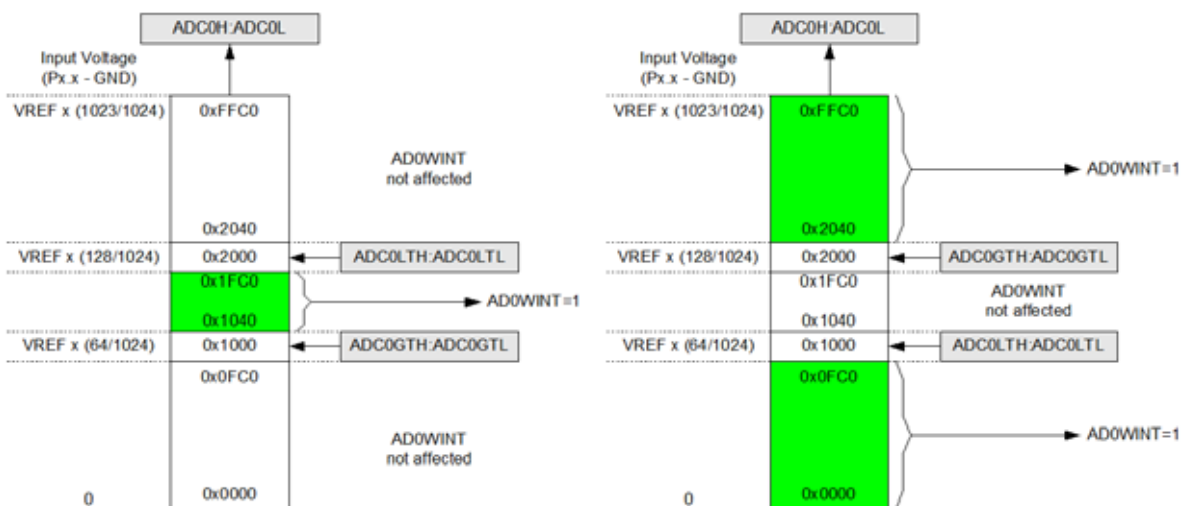 ADC0H:ADC0L
Input Voltage
(Px.x - GND)
VREF x (1023/1024)
0xFFC0
AD0WINT
not affected
0x2040
VREF x (128/1024)
0x2000
ADC0LTH:ADC0LTL
0x1FC0
AD0WINT=1
0x1040
VREF x (64/1024)
0x1000
ADC0GTH:ADC0GTL
0x0FC0
AD0WINT
not affected
0
0x0000
ADC0H:ADC0L
Input Voltage
(Px.x - GND)
VREF x (1023/1024)
0xFFC0
AD0WINT=1
0x2040
VREF x (128/1024)
0x2000
ADC0GTH:ADC0GTL
0x1FC0
AD0WINT
not affected
0x1040
VREF x (64/1024)
0x1000
ADC0LTH:ADC0LTL
0x0FC0
AD0WINT=1
0
0x0000